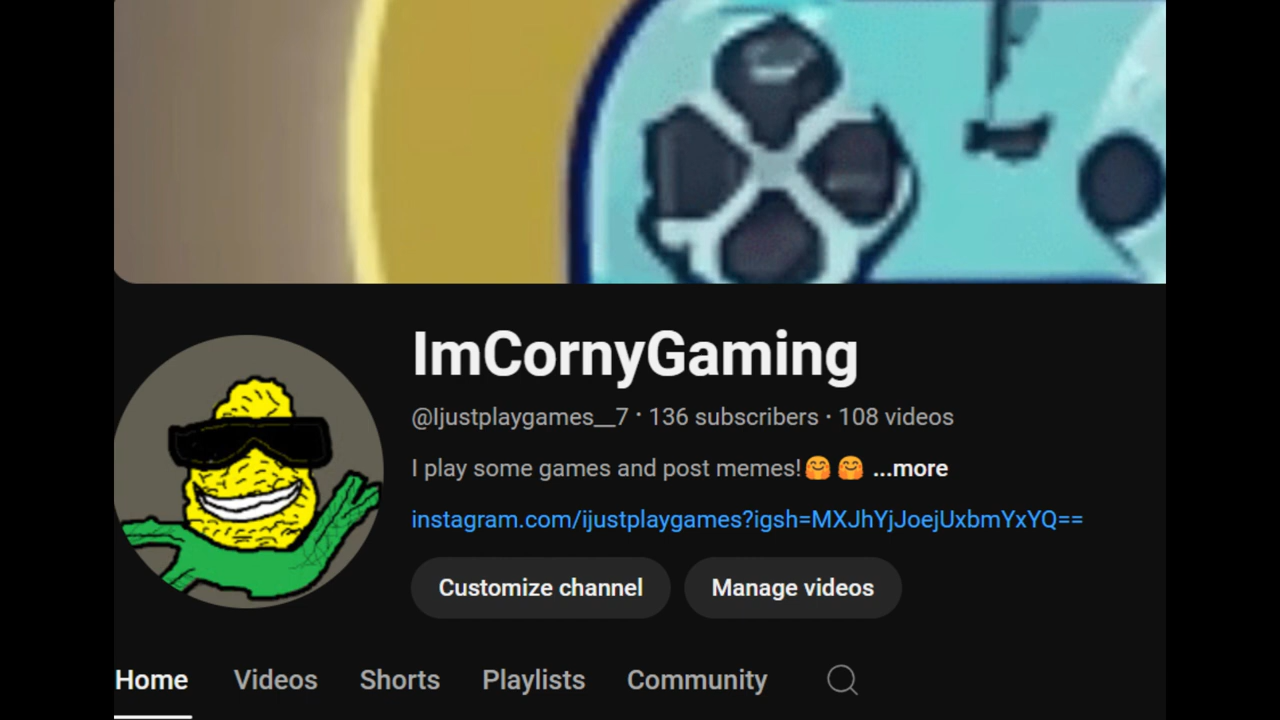 ImCornyGaming
@Ijustplaygames__7 · 136 subscribers · 108 videos
I play some games and post memes!🤗 🤗 ...more
instagram.com/ijustplaygames?igsh=MXJhYjJoejUxbmYxYQ==
Customize channel Manage videos
Home Videos Shorts Playlists Community